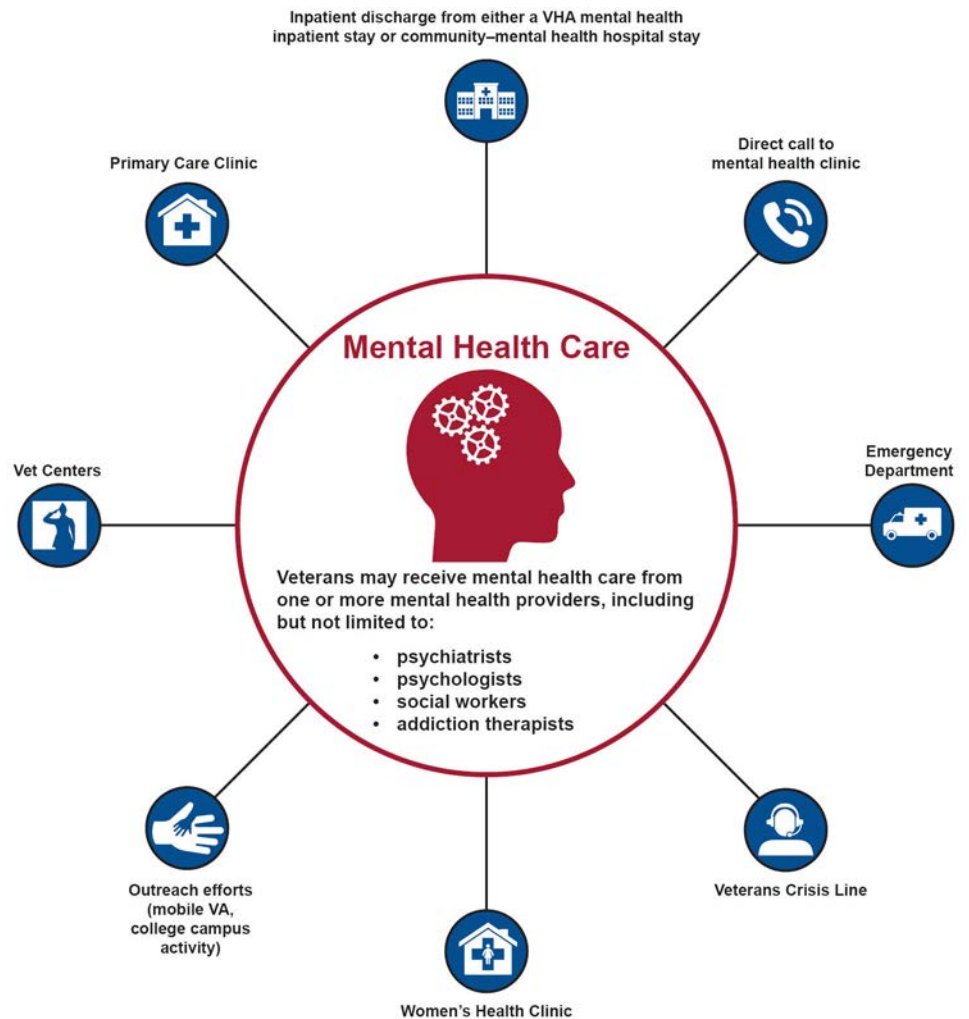 Inpatient discharge from either a VHA mental health
inpatient stay or community–mental health hospital stay
Direct call to
mental health clinic
Primary Care Clinic
Mental Health Care
Vet Centers
Emergency
Department
Veterans may receive mental health care from
one or more mental health providers, including
but not limited to:
• psychiatrists
• psychologists
• social workers
• addiction therapists
Outreach efforts
(mobile VA,
college campus
activity)
Veterans Crisis Line
Women’s Health Clinic